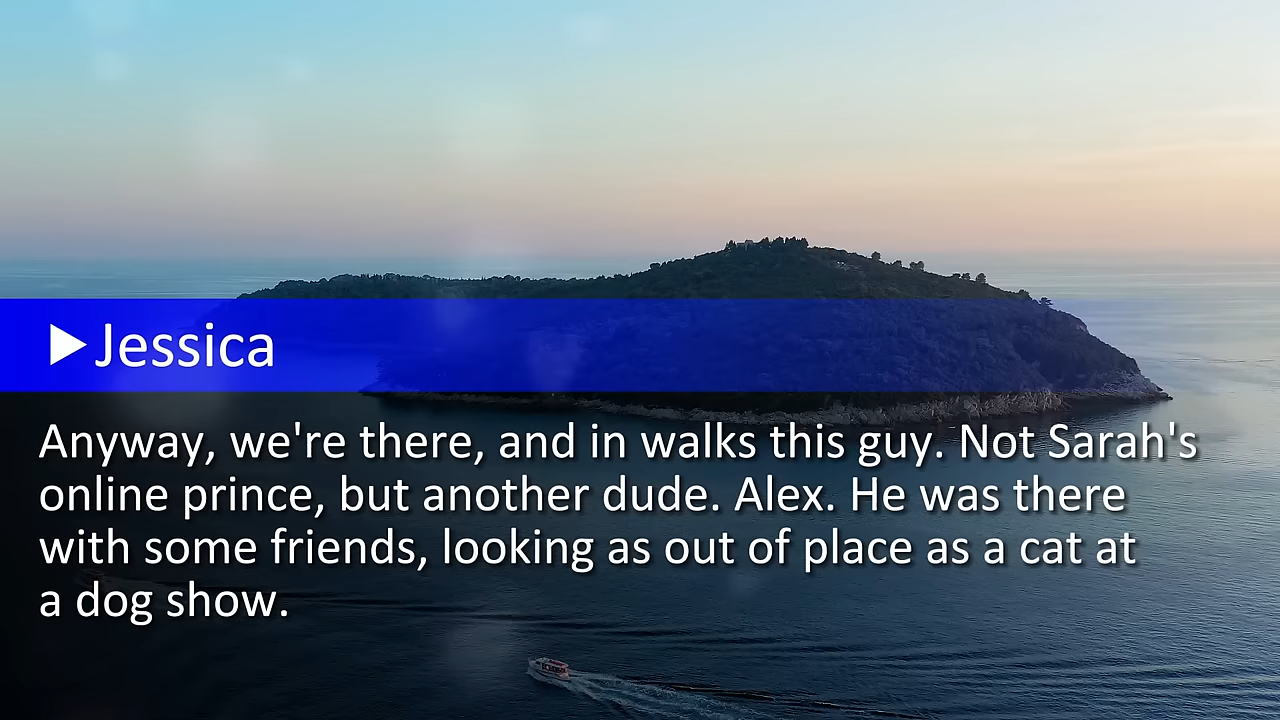 Jessica
Anyway, we're there, and in walks this guy. Not Sarah's
online prince, but another dude. Alex. He was there
with some friends, looking as out of place as a cat at
a dog show.